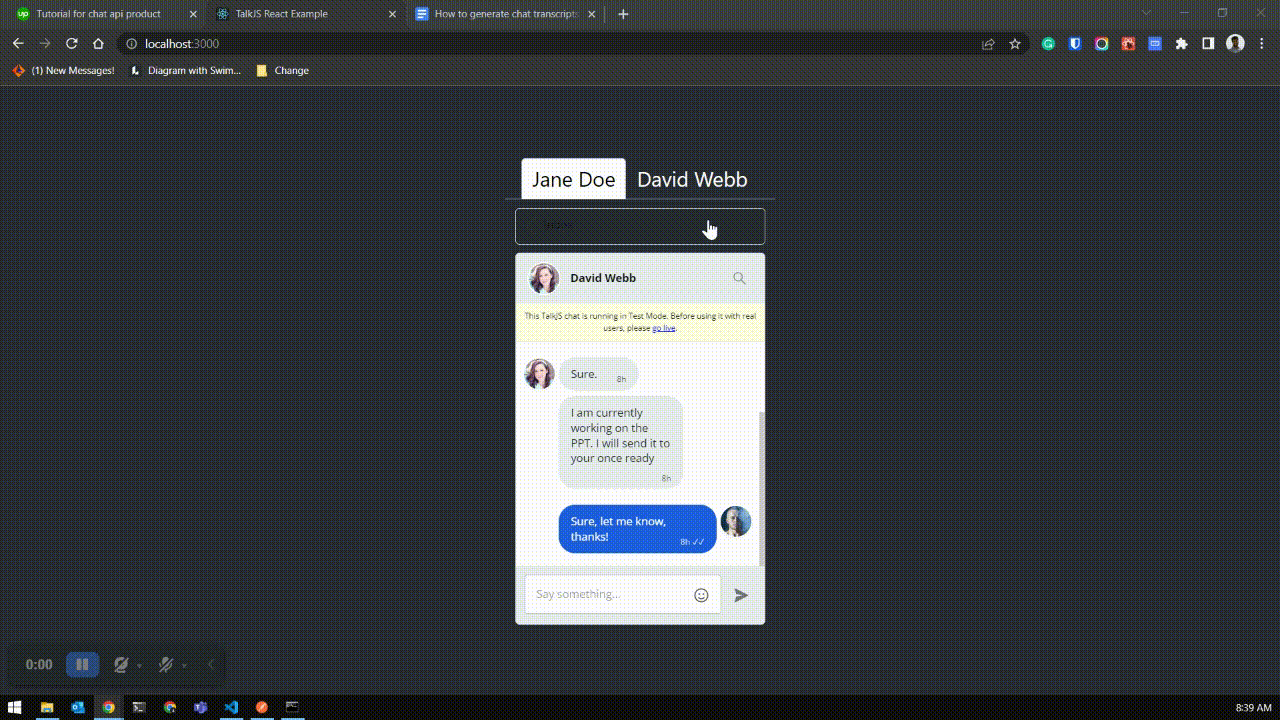 Tutorial for chat api product
TalkJS React Example
How to generate chat transcripts
localhost:3000
(1) New Messages!
Diagram with Swim...
Change
Jane Doe
David Webb
David Webb
This TalkJS chat is running in Test Mode. Before using it with real
users, please go live.
Sure.
8h
I am currently
working on the
PPT. I will send it to
your once ready
8h
Sure, let me know,
thanks!
8h
Say something...
0:00
8:39 AM